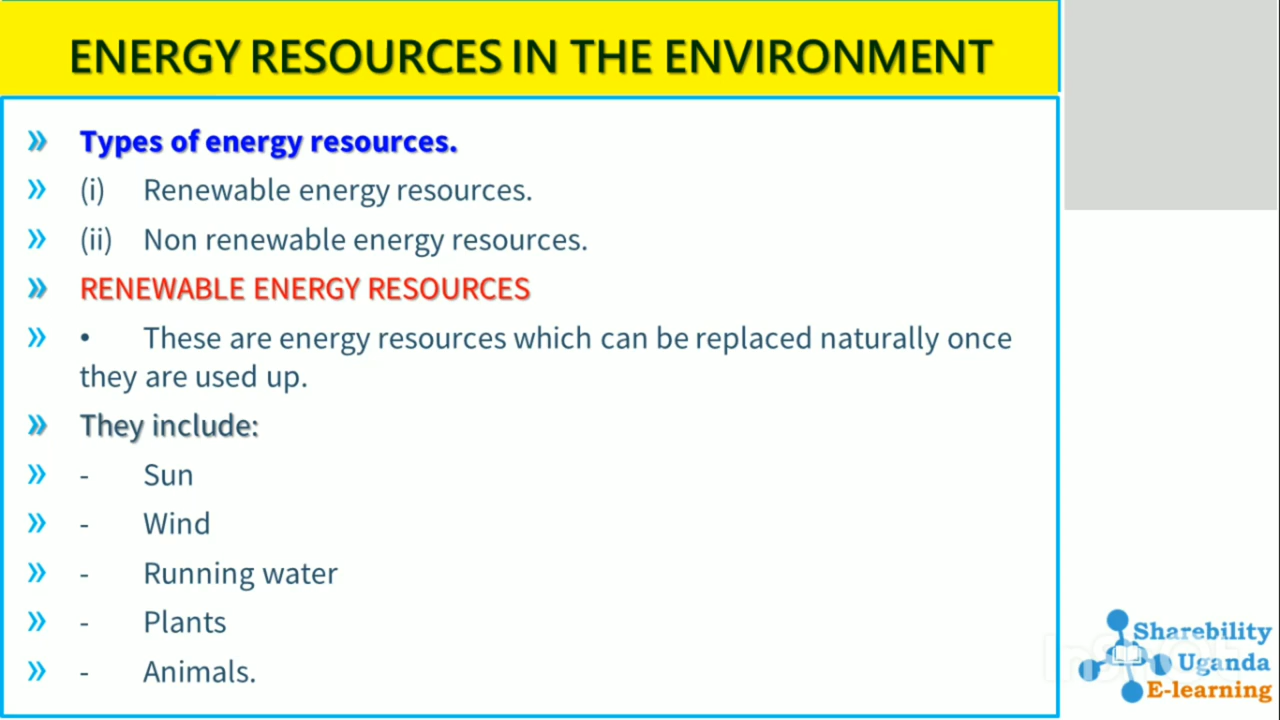 ENERGY RESOURCES IN THE ENVIRONMENT
» Types of energy resources.
» (i) Renewable energy resources.
» (ii) Non renewable energy resources.
» RENEWABLE ENERGY RESOURCES
» • These are energy resources which can be replaced naturally once
they are used up.
» They include:
» - Sun
» - Wind
» - Running water
» - Plants
» - Animals.
Sharebility
Uganda
E-learning